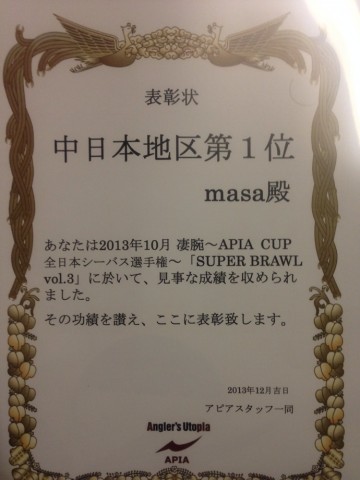 表彰状
中日本地区第１位
masa殿
あなたは2013年10月 凄腕～APIA CUP
全日本シーバス選手権～「SUPER BRAWL
vol.3」に於いて、見事な成績を収められ
ました。
その功績を讃え、ここに表彰致します。
2013年12月吉日
アピアスタッフ一同
Angler's Utopia
APIA